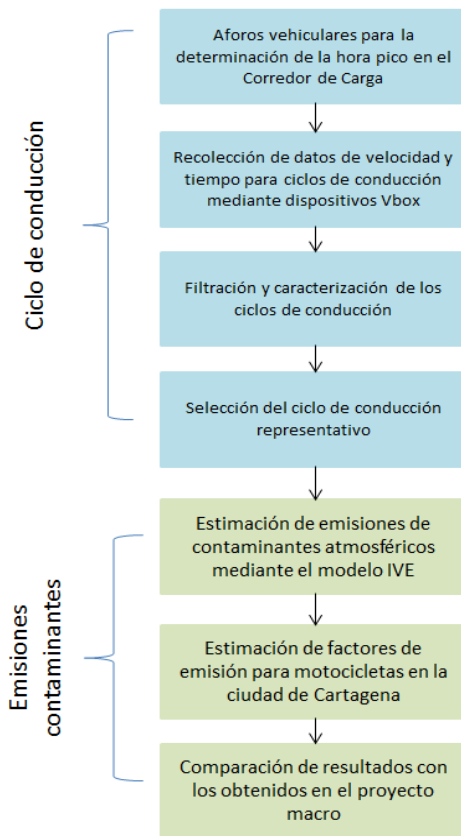 Ciclo de conducción
Aforos vehiculares para la
determinación de la hora pico en el
Corredor de Carga
Recolección de datos de velocidad y
tiempo para ciclos de conducción
mediante dispositivos Vbox
Filtración y caracterización de los
ciclos de conducción
Selección del ciclo de conducción
representativo
Emisiones
contaminantes
Estimación de emisiones de
contaminantes atmosféricos
mediante el modelo IVE
Estimación de factores de
emisión para motocicletas en la
ciudad de Cartagena
Comparación de resultados con
los obtenidos en el proyecto
macro